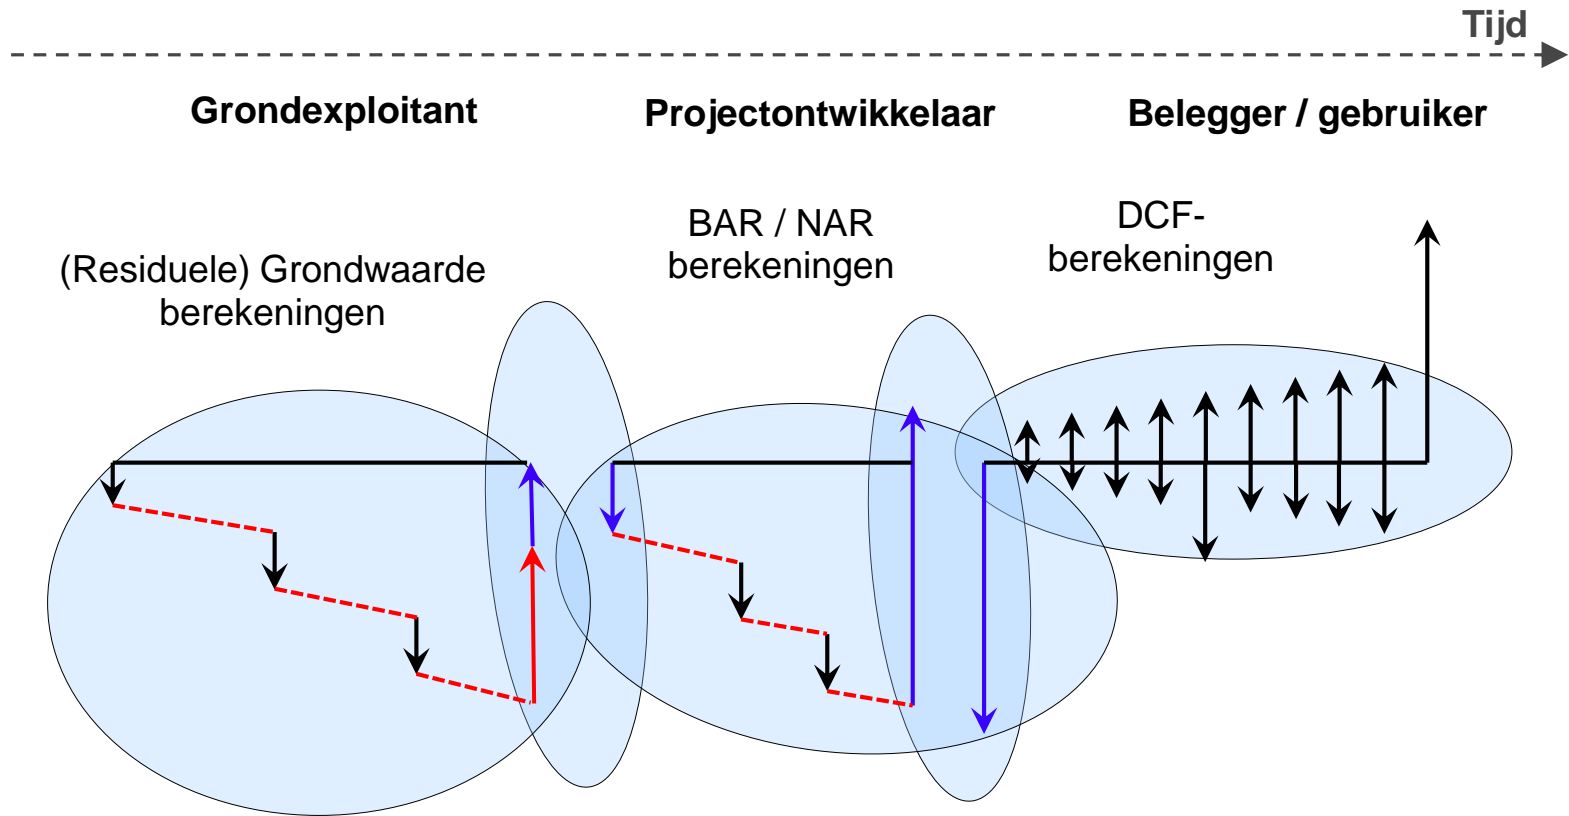 Tijd
Grondexploitant
Projectontwikkelaar
Belegger / gebruiker
(Residuele) Grondwaarde
berekeningen
BAR / NAR
berekeningen
DCF-
berekeningen